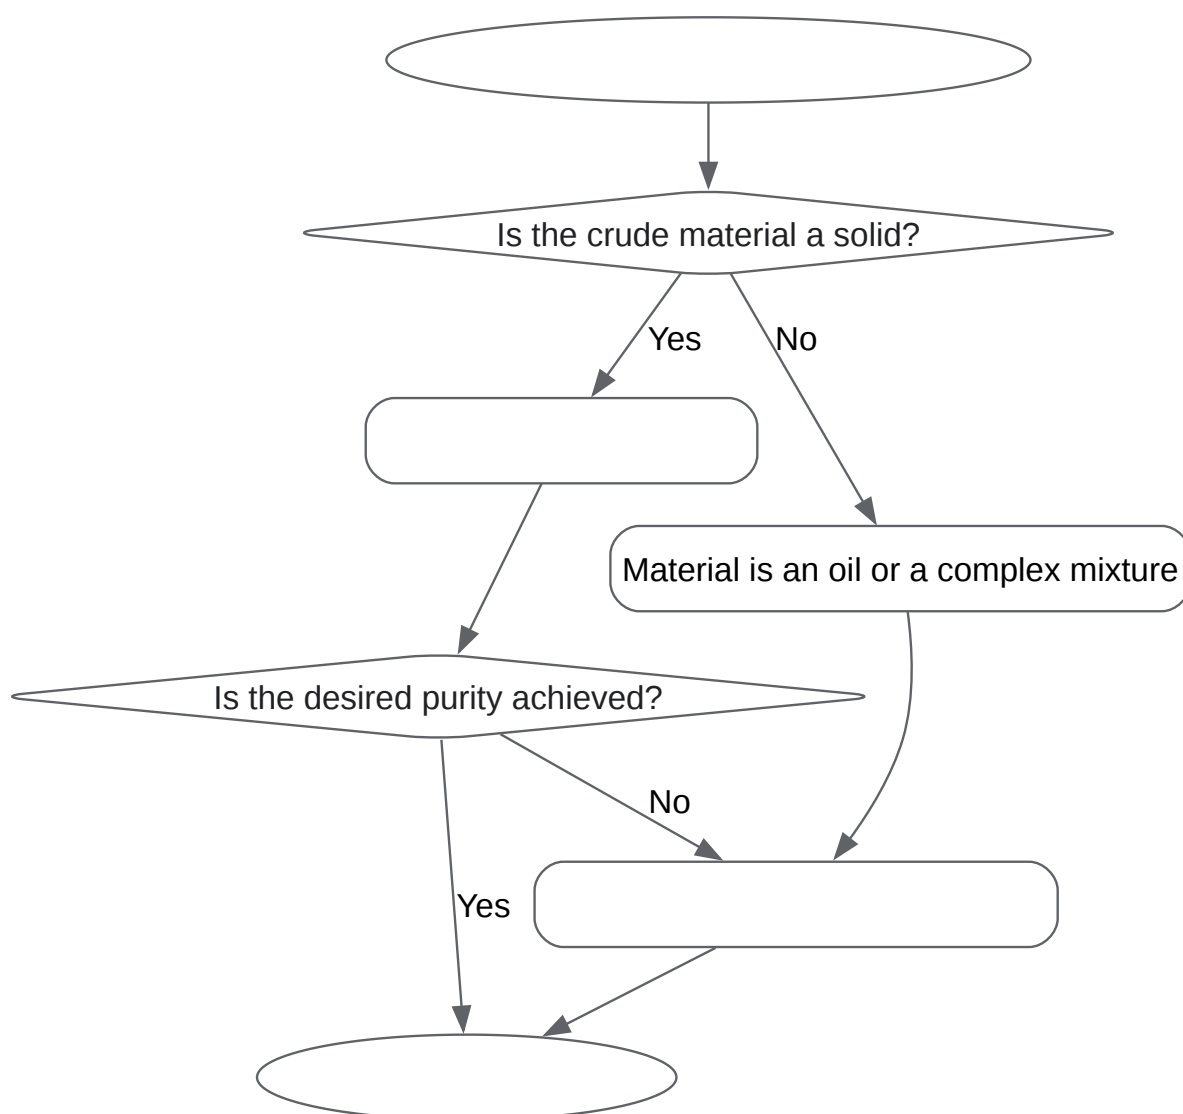 Is the crude material a solid?
Yes
No
Material is an oil or a complex mixture
Is the desired purity achieved?
No
Yes